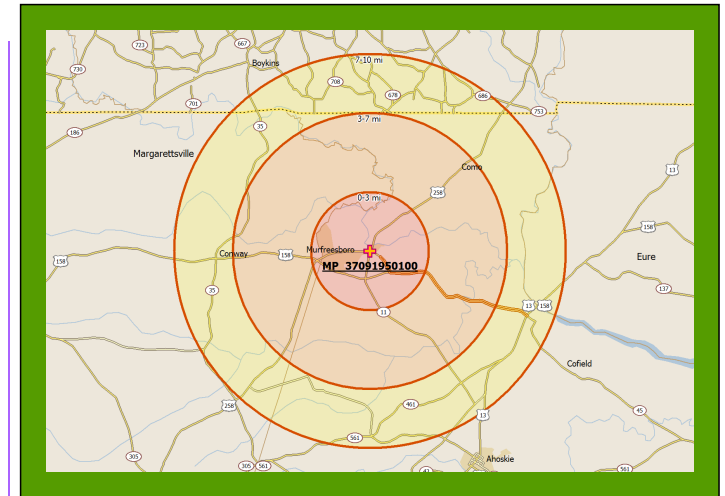 723
667
7-10 mi
Boykins
730
708
678
686
701
753
3-7 mi
35
186
Margarettsville
Como
13
258
0-3 mi
158
Murfreesboro
Conway
158
158
MP_37091950100
Eure
35
137
13
158
11
Cofield
258
461
45
13
561
305
305
561
Ahoskie
561